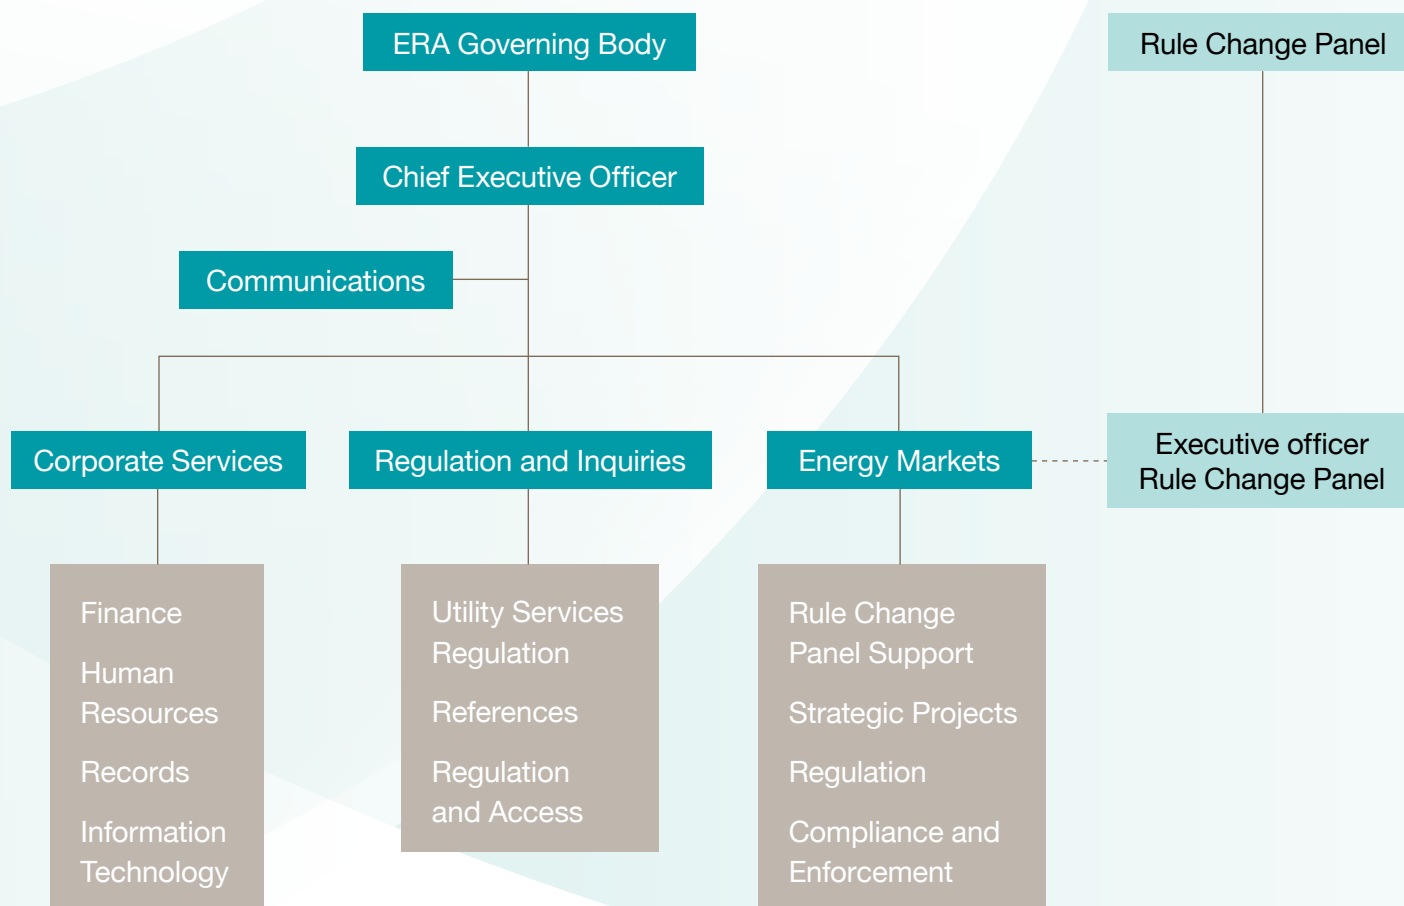 ERA Governing Body
Rule Change Panel
Chief Executive Officer
Communications
Corporate Services
Regulation and Inquiries
Energy Markets
Executive officer
Rule Change Panel
Finance
Human
Resources
Records
Information
Technology
Utility Services
Regulation
References
Regulation
and Access
Rule Change
Panel Support
Strategic Projects
Regulation
Compliance and
Enforcement